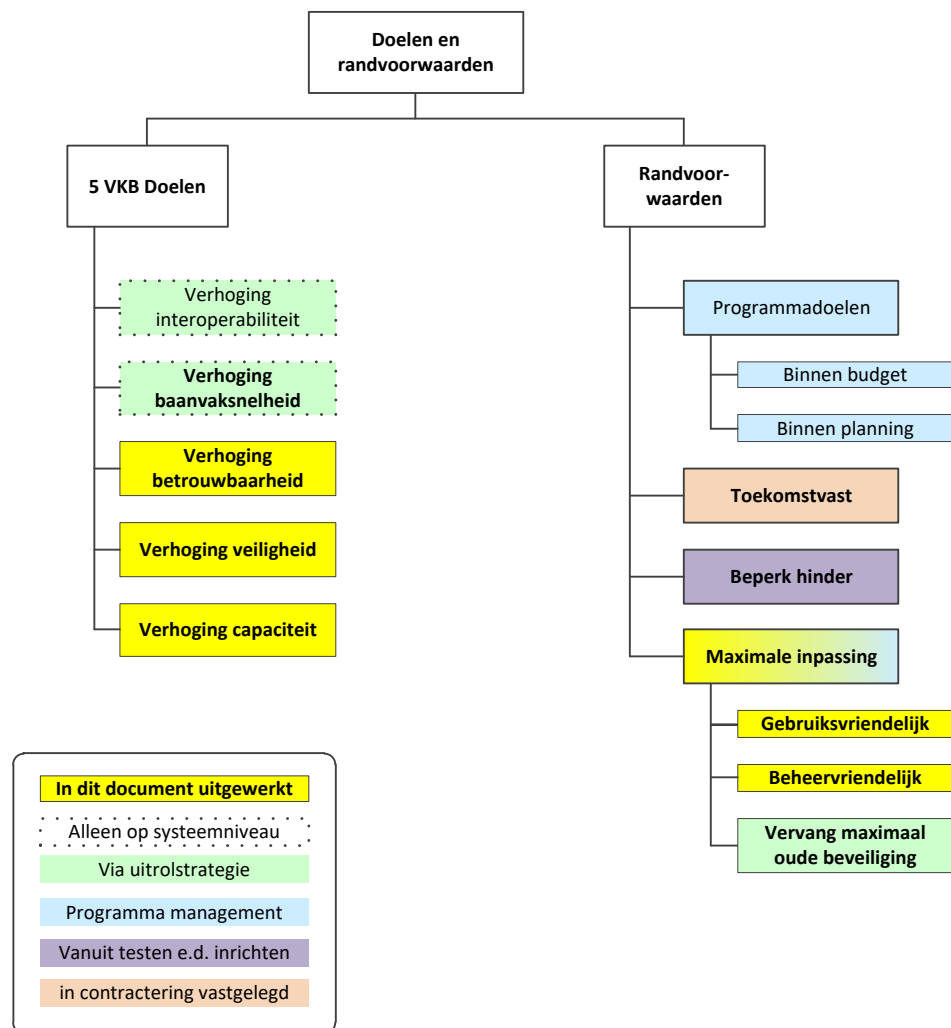 Doelen en
randvoorwaarden
5 VKB Doelen
Verhoging
interoperabiliteit
Verhoging
baanvaksnelheid
Verhoging
betrouwbaarheid
Verhoging veiligheid
Verhoging capaciteit
Randvoor-
waarden
Programmadoelen
Binnen budget
Binnen planning
Toekomstvast
Beperk hinder
Maximale inpassing
Gebruiksvriendelijk
Beheervriendelijk
Vervang maximaal
oude beveiliging
In dit document uitgewerkt
Alleen op systeemniveau
Via uitrolstrategie
Programma management
Vanuit testen e.d. inrichten
in contractering vastgelegd